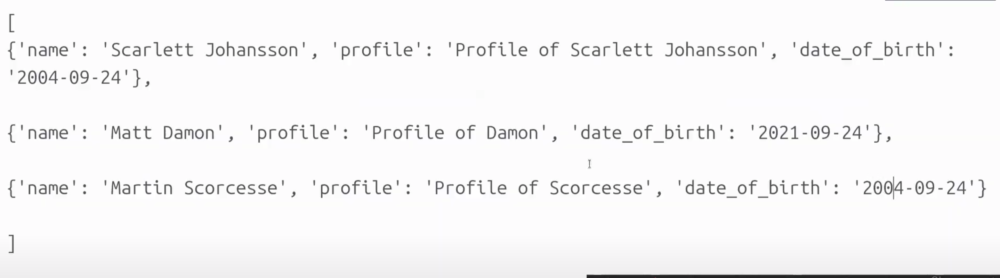 [
{'name': 'Scarlett Johansson', 'profile': 'Profile of Scarlett Johansson', 'date_of_birth':
'2004-09-24'},
{'name': 'Matt Damon', 'profile': 'Profile of Damon', 'date_of_birth': '2021-09-24'},
{'name': 'Martin Scorcesse', 'profile': 'Profile of Scorcesse', 'date_of_birth': '2004-09-24'}
]